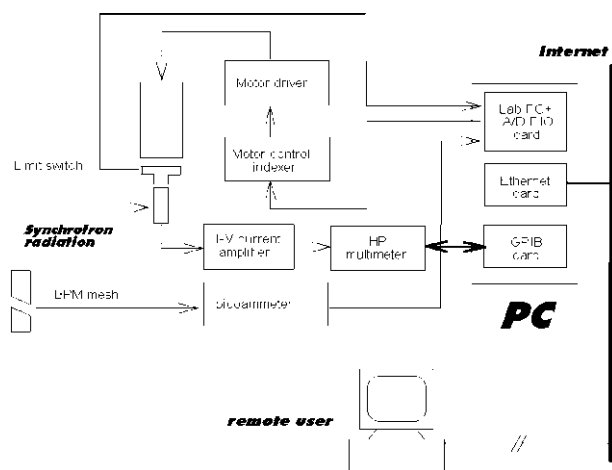 Internet
Motor driver
Lab PC+
A/D DIO
card
Limit switch
Motor control
indexer
Ethernet
card
Synchrotron
radiation
I-V current
amplifier
HP
multimeter
GPIB
card
BPM mesh
picoammeter
PC
remote user